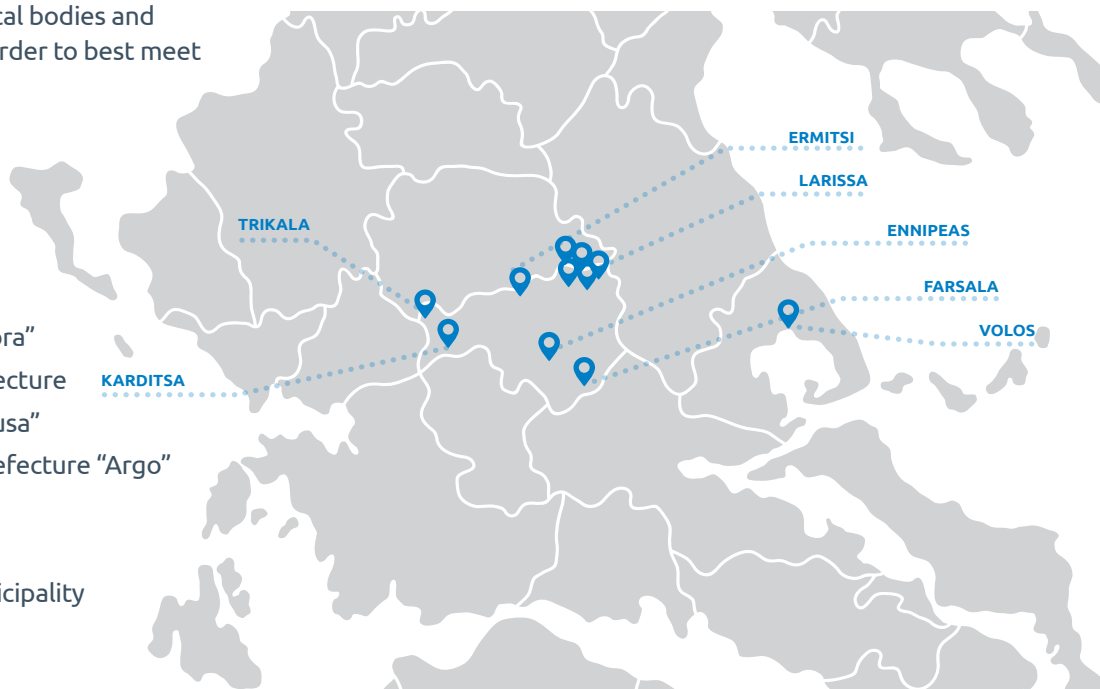 cal bodies and
rder to best meet
ora”
ecture
usa”
efecture “Argo”
icipality
ERMITSI
LARISSA
TRIKALA
ENNIPEAS
FARSALA
VOLOS
KARDITSA